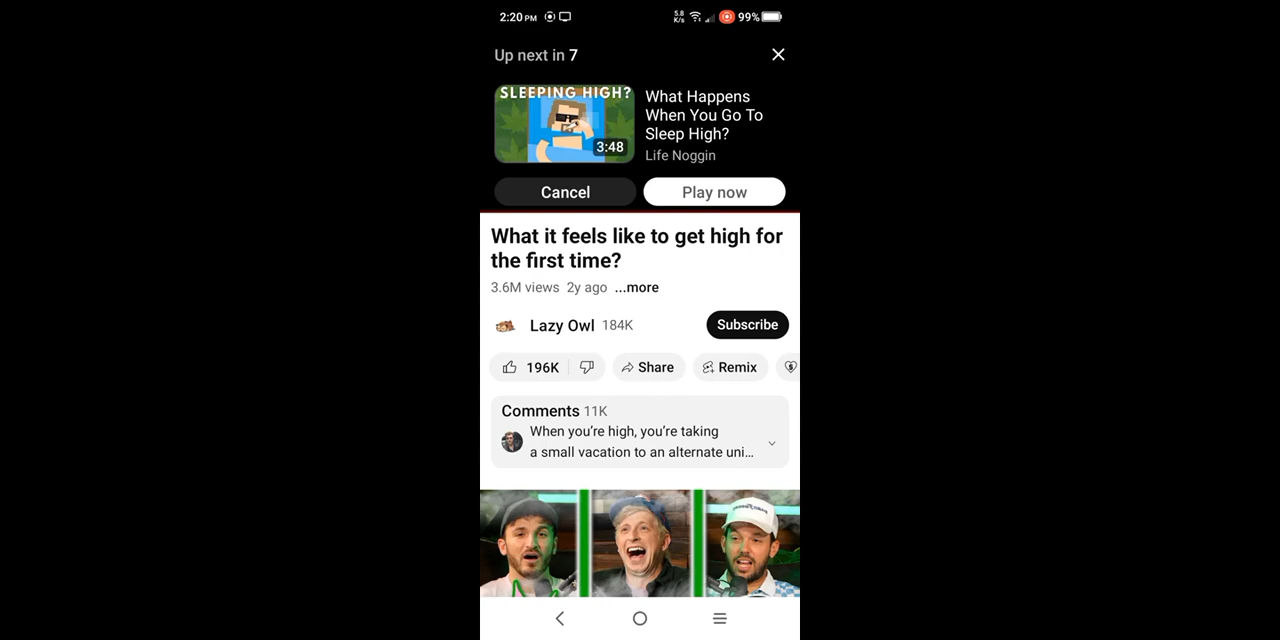 2:20 PM
5.8
K/s
99%
Up next in 7
SLEEPING HIGH?
3:48
What Happens
When You Go To
Sleep High?
Life Noggin
Cancel
Play now
What it feels like to get high for
the first time?
3.6M views 2y ago ...more
Lazy Owl 184K
Subscribe
196K
Share
Remix
Comments 11K
When you’re high, you’re taking
a small vacation to an alternate uni...